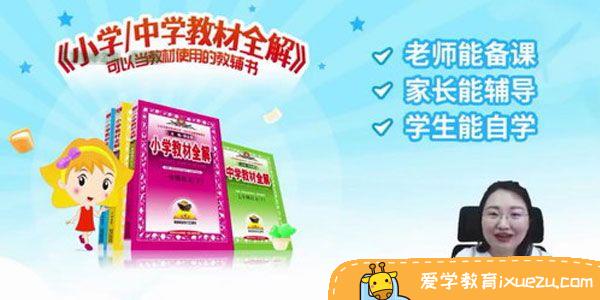 《小学/中学教材全解》
可以当教材使用的教辅书
老师能备课
家长能辅导
学生能自学
小学教材全解
中学教材全解
爱学教育ixuezu.com